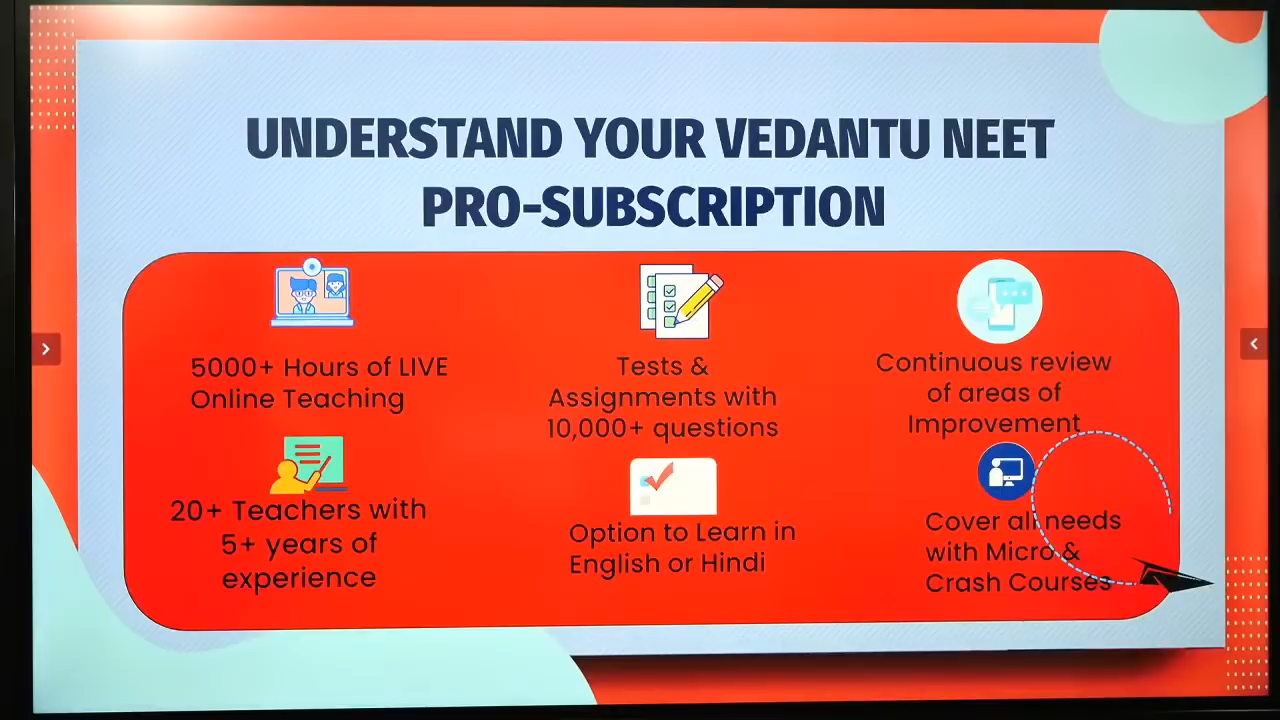 UNDERSTAND YOUR VEDANTU NEET
PRO-SUBSCRIPTION
5000+ Hours of LIVE
Online Teaching
Tests &
Assignments with
10,000+ questions
Continuous review
of areas of
Improvement
20+ Teachers with
5+ years of
experience
Option to Learn in
English or Hindi
Cover all needs
with Micro &
Crash Courses